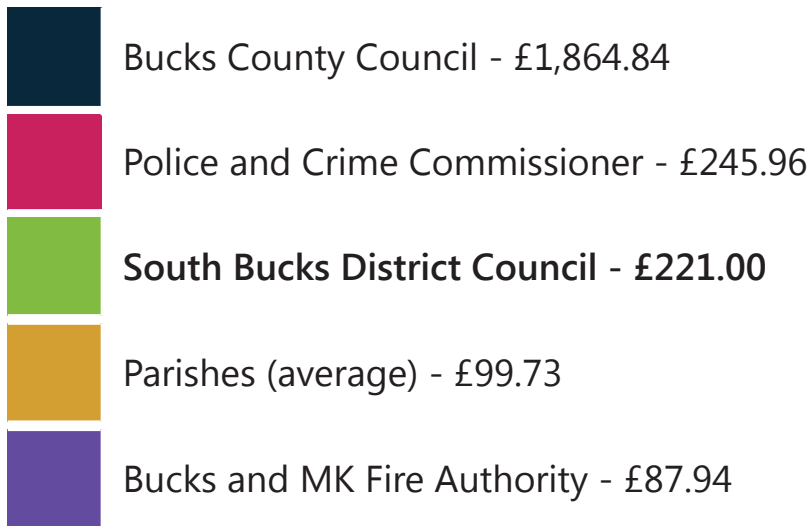 Bucks County Council - £1,864.84
Police and Crime Commissioner - £245.96
South Bucks District Council - £221.00
Parishes (average) - £99.73
Bucks and MK Fire Authority - £87.94